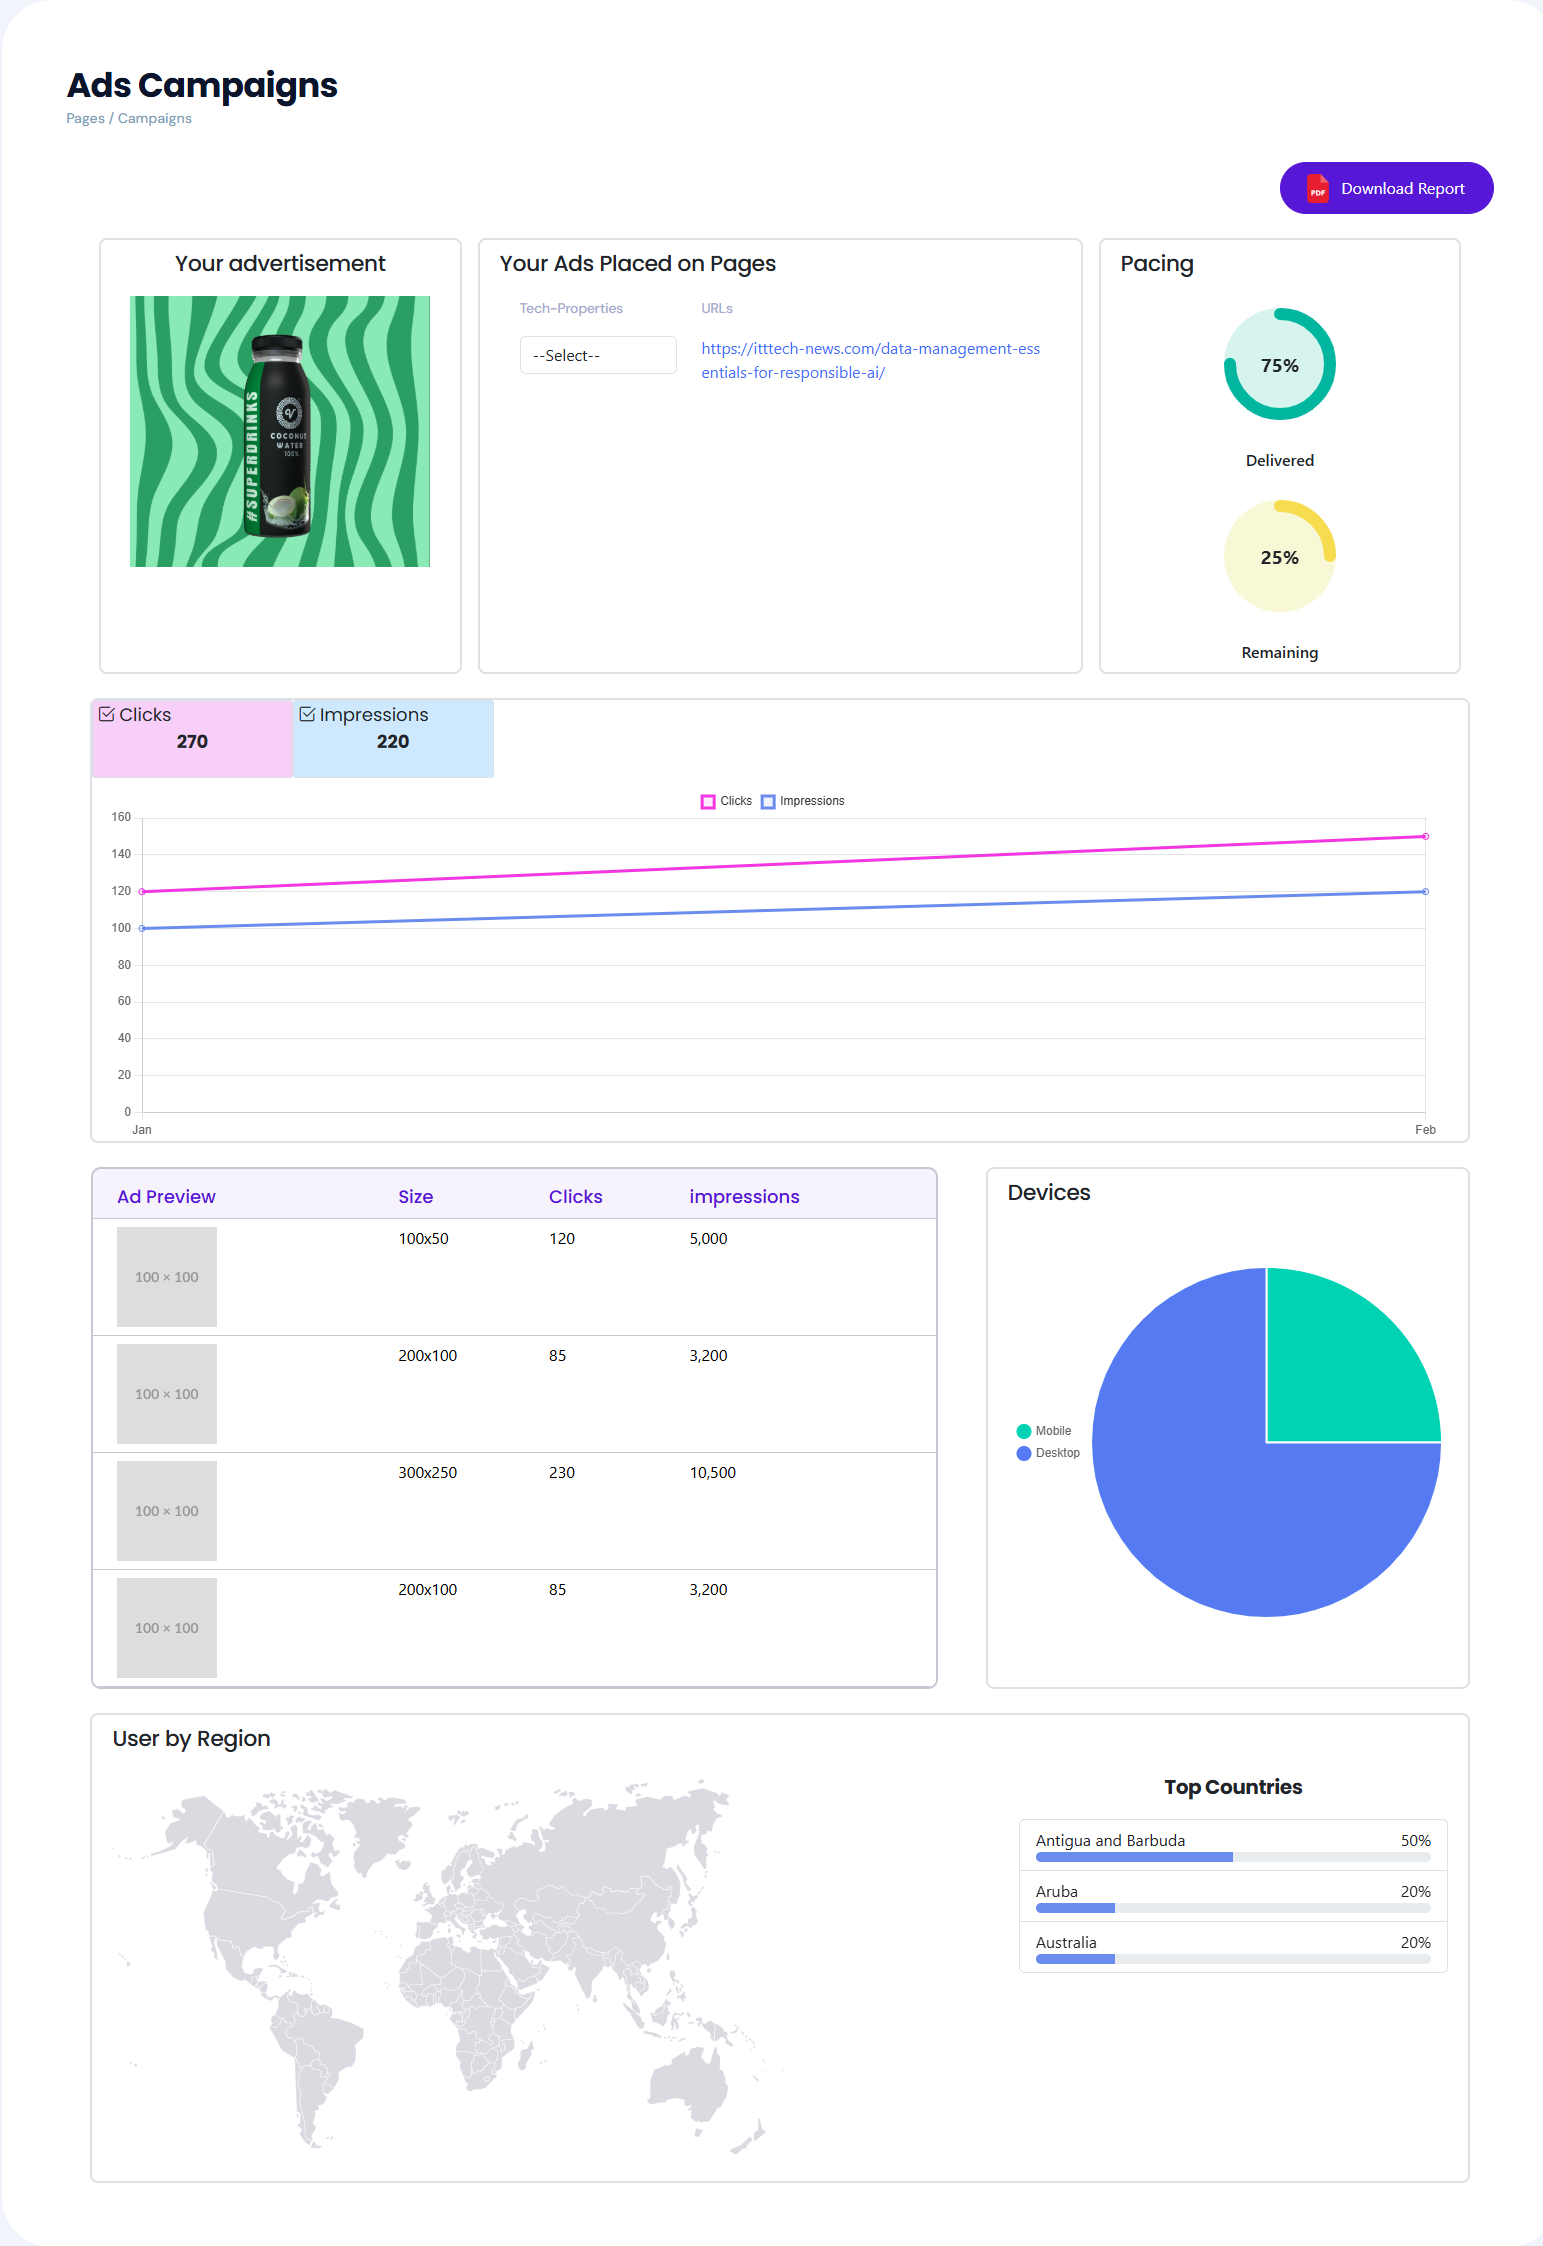 Ads Campaigns
Pages / Campaigns
PDF
Download Report
Your advertisement
#SUPERDRINKS
V
COCONUT
WATER
100%
Your Ads Placed on Pages
Tech-Properties
URLs
--Select--
https://itttech-news.com/data-management-ess
entials-for-responsible-ai/
Pacing
75%
Delivered
25%
Remaining
Clicks
270
Impressions
220
Clicks
Impressions
160
140
120
100
80
60
40
20
0
Jan
Feb
Ad Preview Size Clicks impressions
100 × 100
100x50 120 5,000
100 × 100
200x100 85 3,200
100 × 100
300x250 230 10,500
100 × 100
200x100 85 3,200
Devices
Mobile
Desktop
User by Region
Top Countries
Antigua and Barbuda 50%
Aruba 20%
Australia 20%